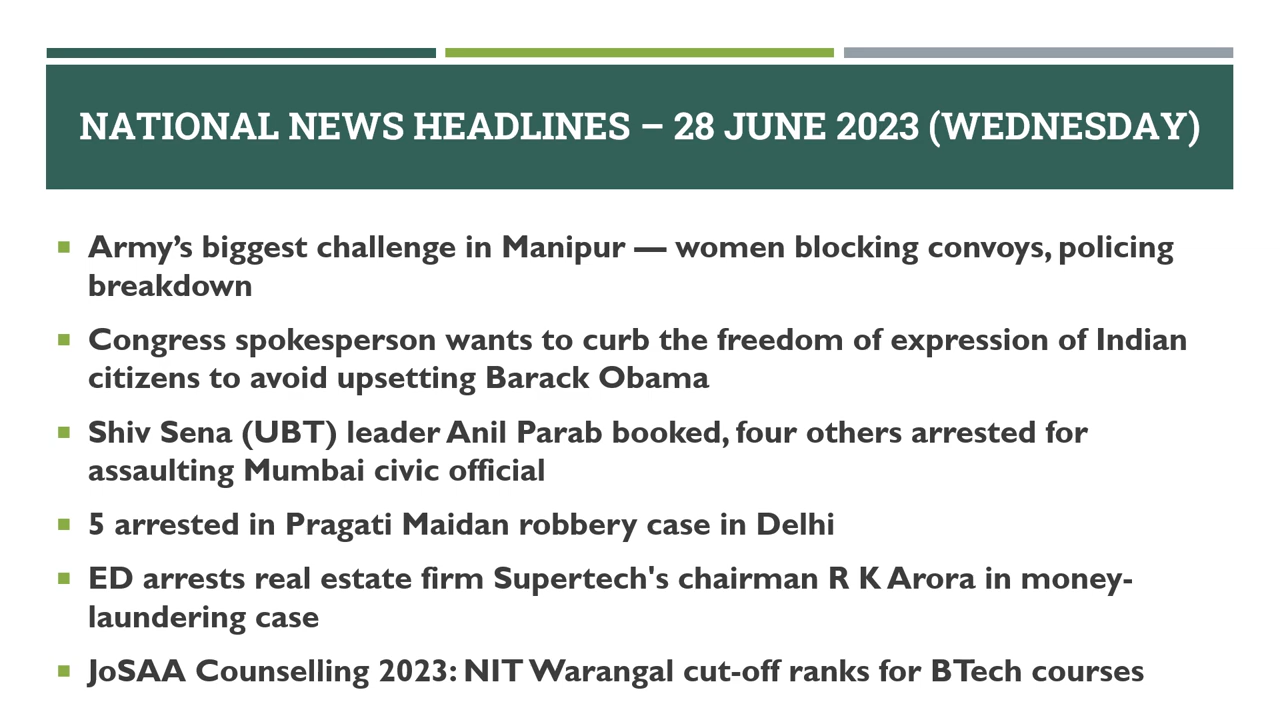 NATIONAL NEWS HEADLINES – 28 JUNE 2023 (WEDNESDAY)
Army’s biggest challenge in Manipur — women blocking convoys, policing
breakdown
Congress spokesperson wants to curb the freedom of expression of Indian
citizens to avoid upsetting Barack Obama
Shiv Sena (UBT) leader Anil Parab booked, four others arrested for
assaulting Mumbai civic official
5 arrested in Pragati Maidan robbery case in Delhi
ED arrests real estate firm Supertech's chairman R K Arora in money-
laundering case
JoSAA Counselling 2023: NIT Warangal cut-off ranks for BTech courses